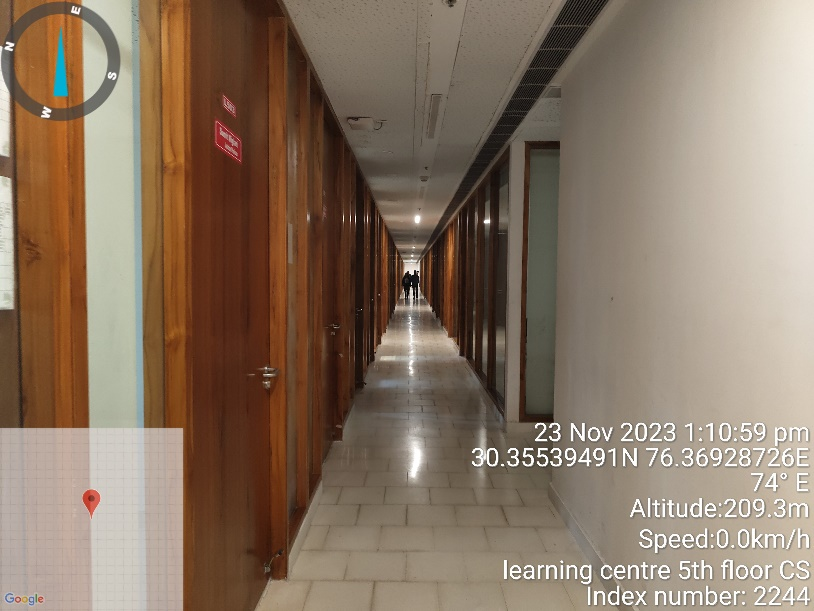 N
E
S
W
23 Nov 2023 1:10:59 pm
30.35539491N 76.36928726E
74° E
Altitude:209.3m
Speed:0.0km/h
learning centre 5th floor CS
Index number: 2244
Google